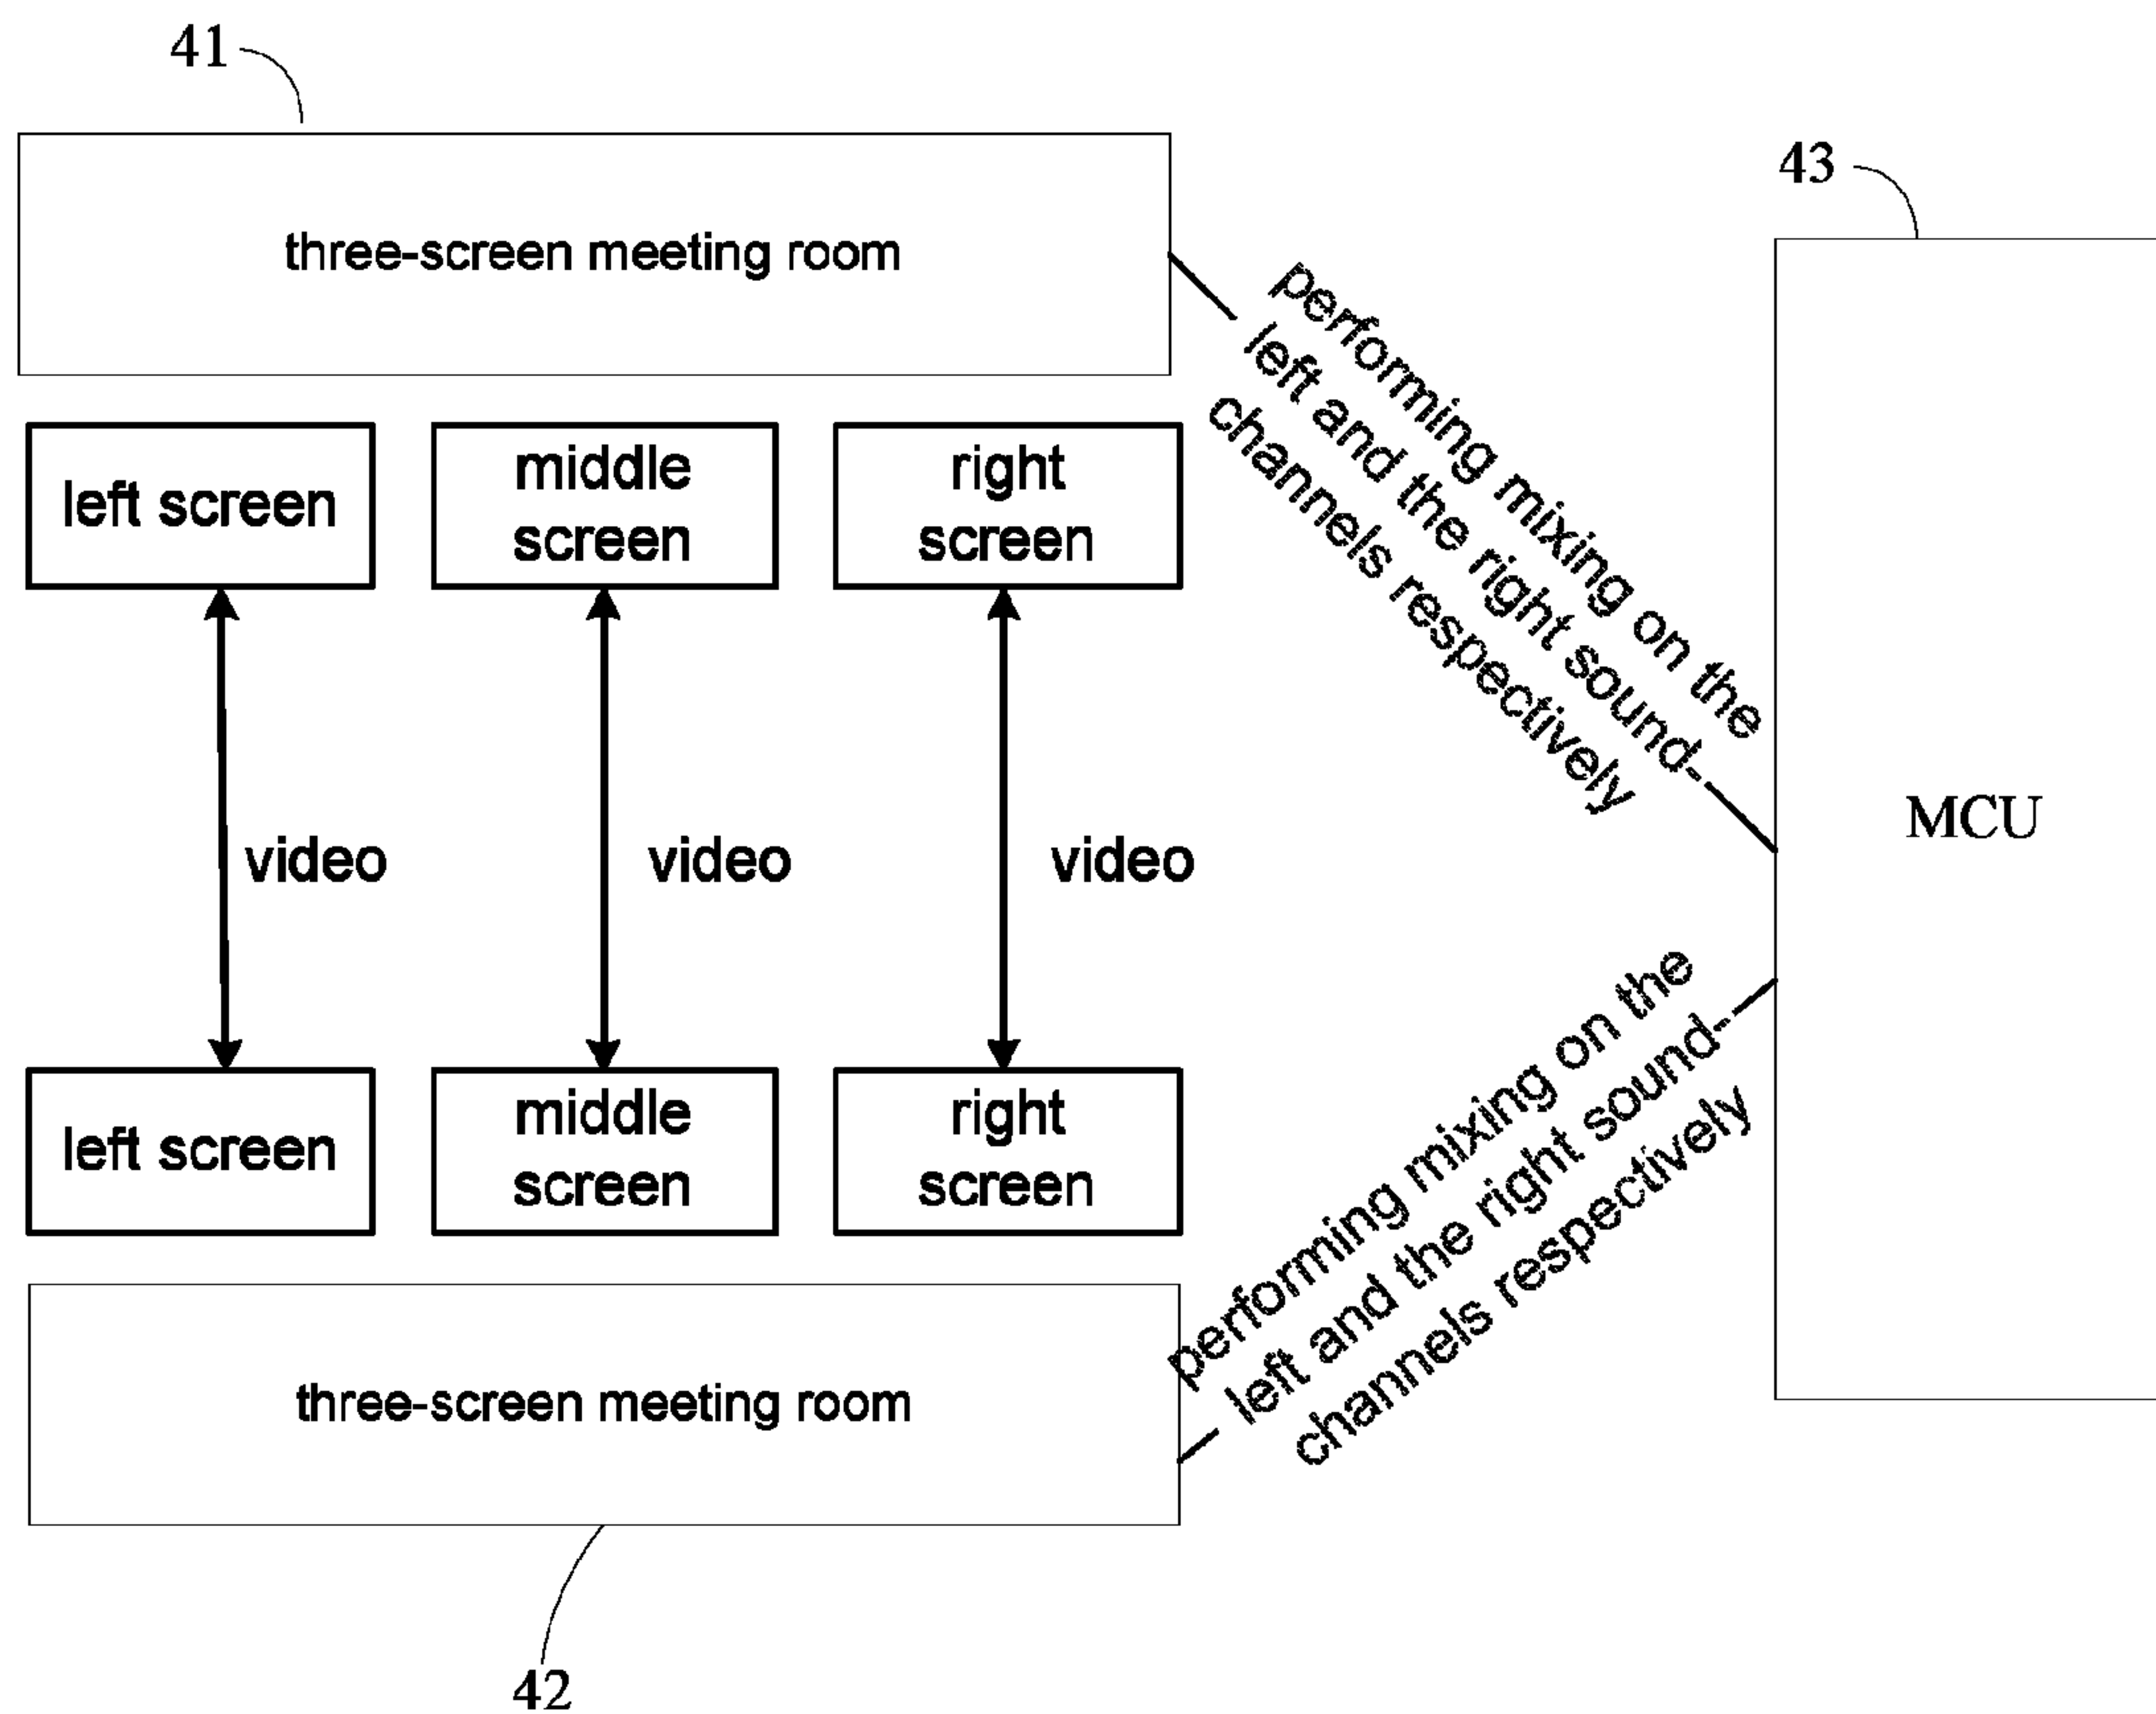 41
43
three-screen meeting room
performing mixing on the
left and the right sound
channels respectively
left screen
middle
screen
right
screen
MCU
video
video
video
left screen
middle
screen
right
screen
performing mixing on the
left and the right sound
channels respectively
three-screen meeting room
42